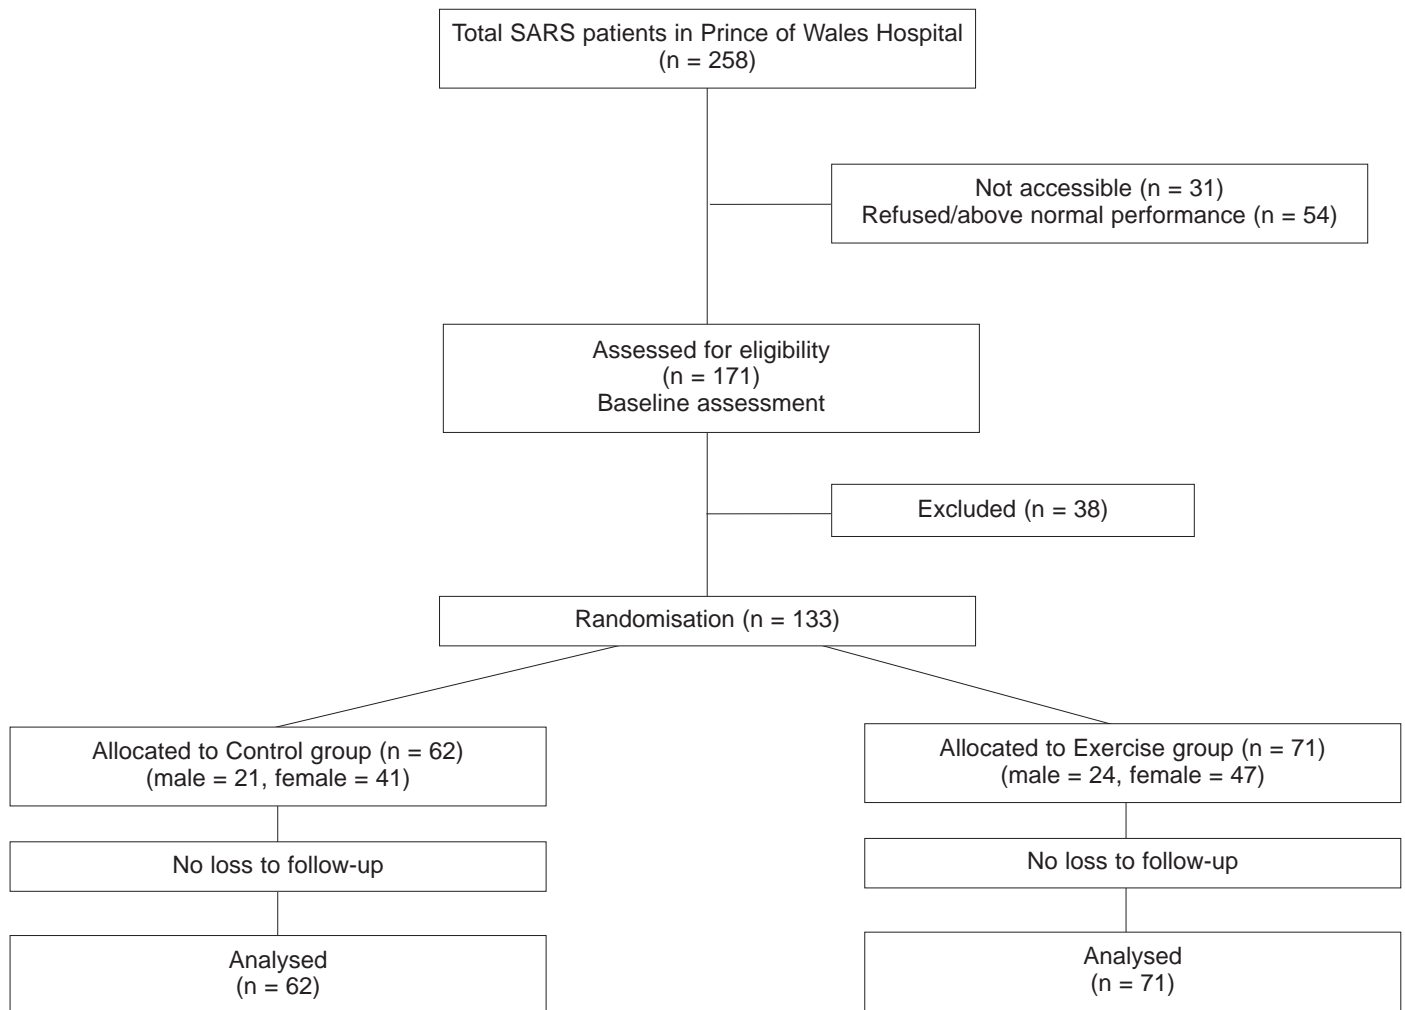 Total SARS patients in Prince of Wales Hospital
(n = 258)
Not accessible (n = 31)
Refused/above normal performance (n = 54)
Assessed for eligibility
(n = 171)
Baseline assessment
Excluded (n = 38)
Randomisation (n = 133)
Allocated to Control group (n = 62)
(male = 21, female = 41)
Allocated to Exercise group (n = 71)
(male = 24, female = 47)
No loss to follow-up
No loss to follow-up
Analysed
(n = 62)
Analysed
(n = 71)